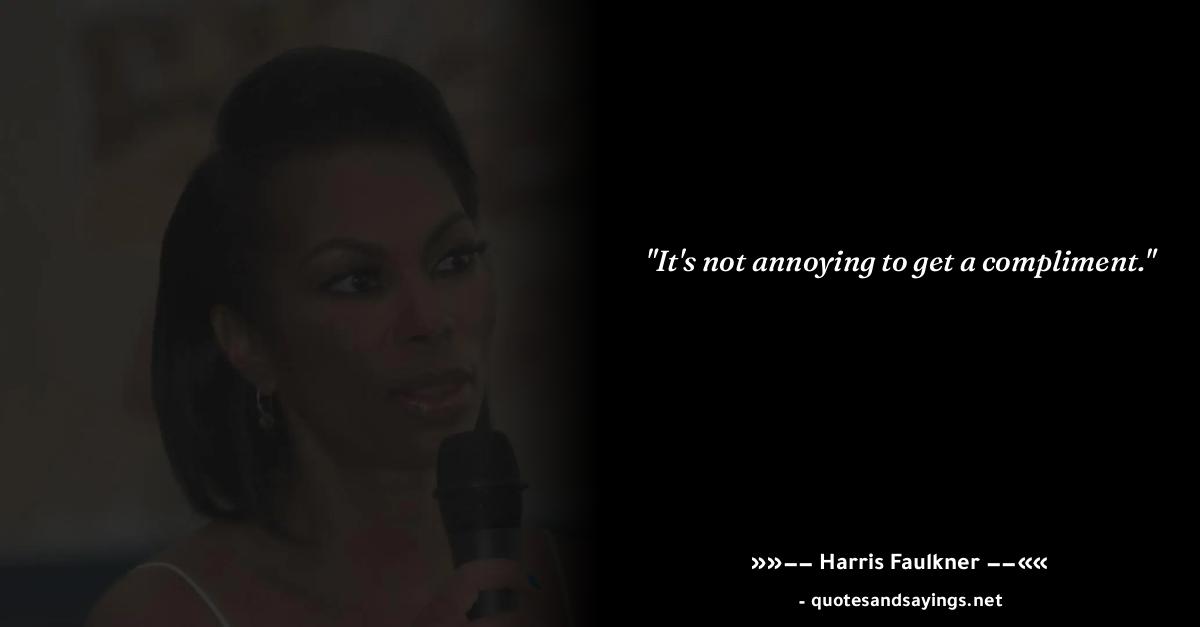 "It's not annoying to get a compliment."
»»–– Harris Faulkner ––««
- quotesandsayings.net